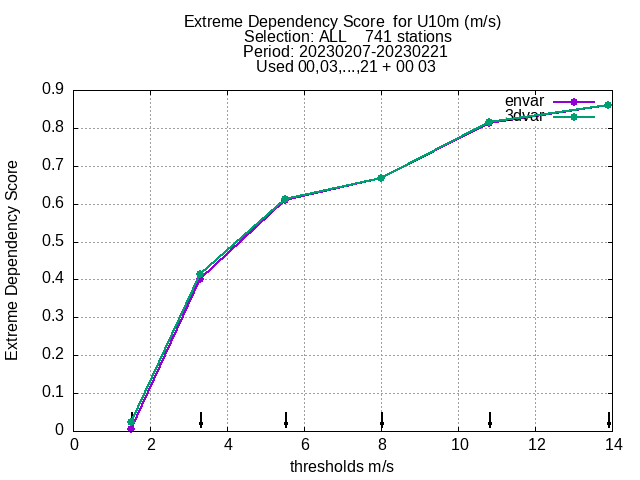 Extreme Dependency Score  for U10m (m/s)
Selection: ALL    741 stations
Period: 20230207-20230221
Used 00,03,...,21 + 00 03
envar
3dvar
Extreme Dependency Score
0.9
0.8
0.7
0.6
0.5
0.4
0.3
0.2
0.1
0
0 2 4 6 8 10 12 14
thresholds m/s